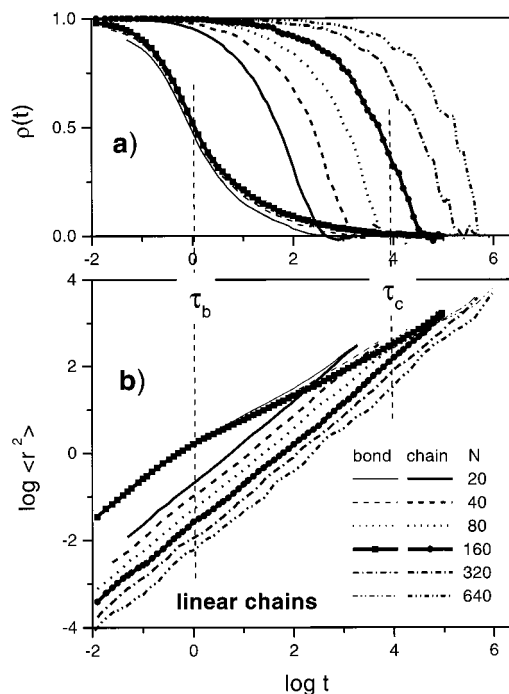 1.0
ρ(t)
0.5
a)
0.0
-2 0 2 4 6
τb τc
4
b)
2
log <r²>
0
bond chain N
20
40
-2
80
160
linear chains
320
640
-4
-2 0 2 4 6
log t